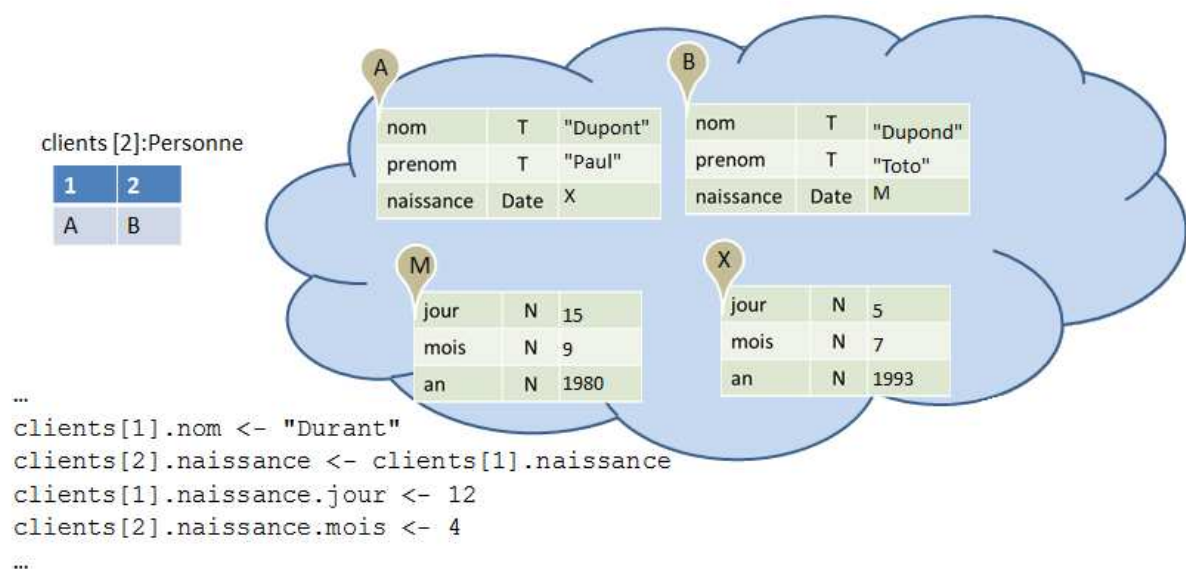 A
B
nom T "Dupont"
prenom T "Paul"
naissance Date X
nom T "Dupond"
prenom T "Toto"
naissance Date M
clients [2]:Personne
1 2
A B
M
X
jour N 15
mois N 9
an N 1980
jour N 5
mois N 7
an N 1993
...
clients[1].nom <- "Durant"
clients[2].naissance <- clients[1].naissance
clients[1].naissance.jour <- 12
clients[2].naissance.mois <- 4
...